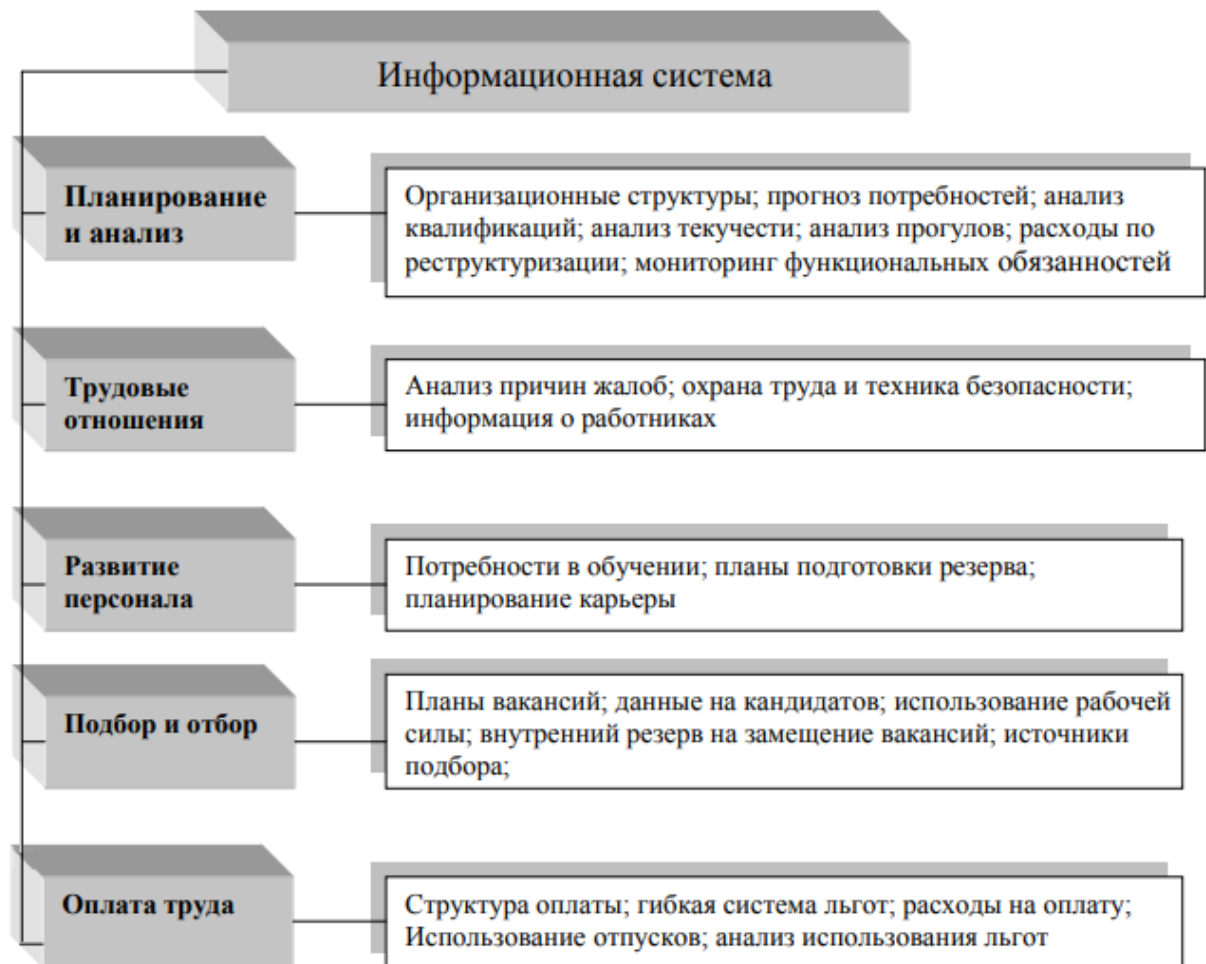 Информационная система
Планирование
и анализ
Организационные структуры; прогноз потребностей; анализ
квалификаций; анализ текучести; анализ прогулов; расходы по
реструктуризации; мониторинг функциональных обязанностей
Трудовые
отношения
Анализ причин жалоб; охрана труда и техника безопасности;
информация о работниках
Развитие
персонала
Потребности в обучении; планы подготовки резерва;
планирование карьеры
Подбор и отбор
Планы вакансий; данные на кандидатов; использование рабочей
силы; внутренний резерв на замещение вакансий; источники
подбора;
Оплата труда
Структура оплаты; гибкая система льгот; расходы на оплату;
Использование отпусков; анализ использования льгот